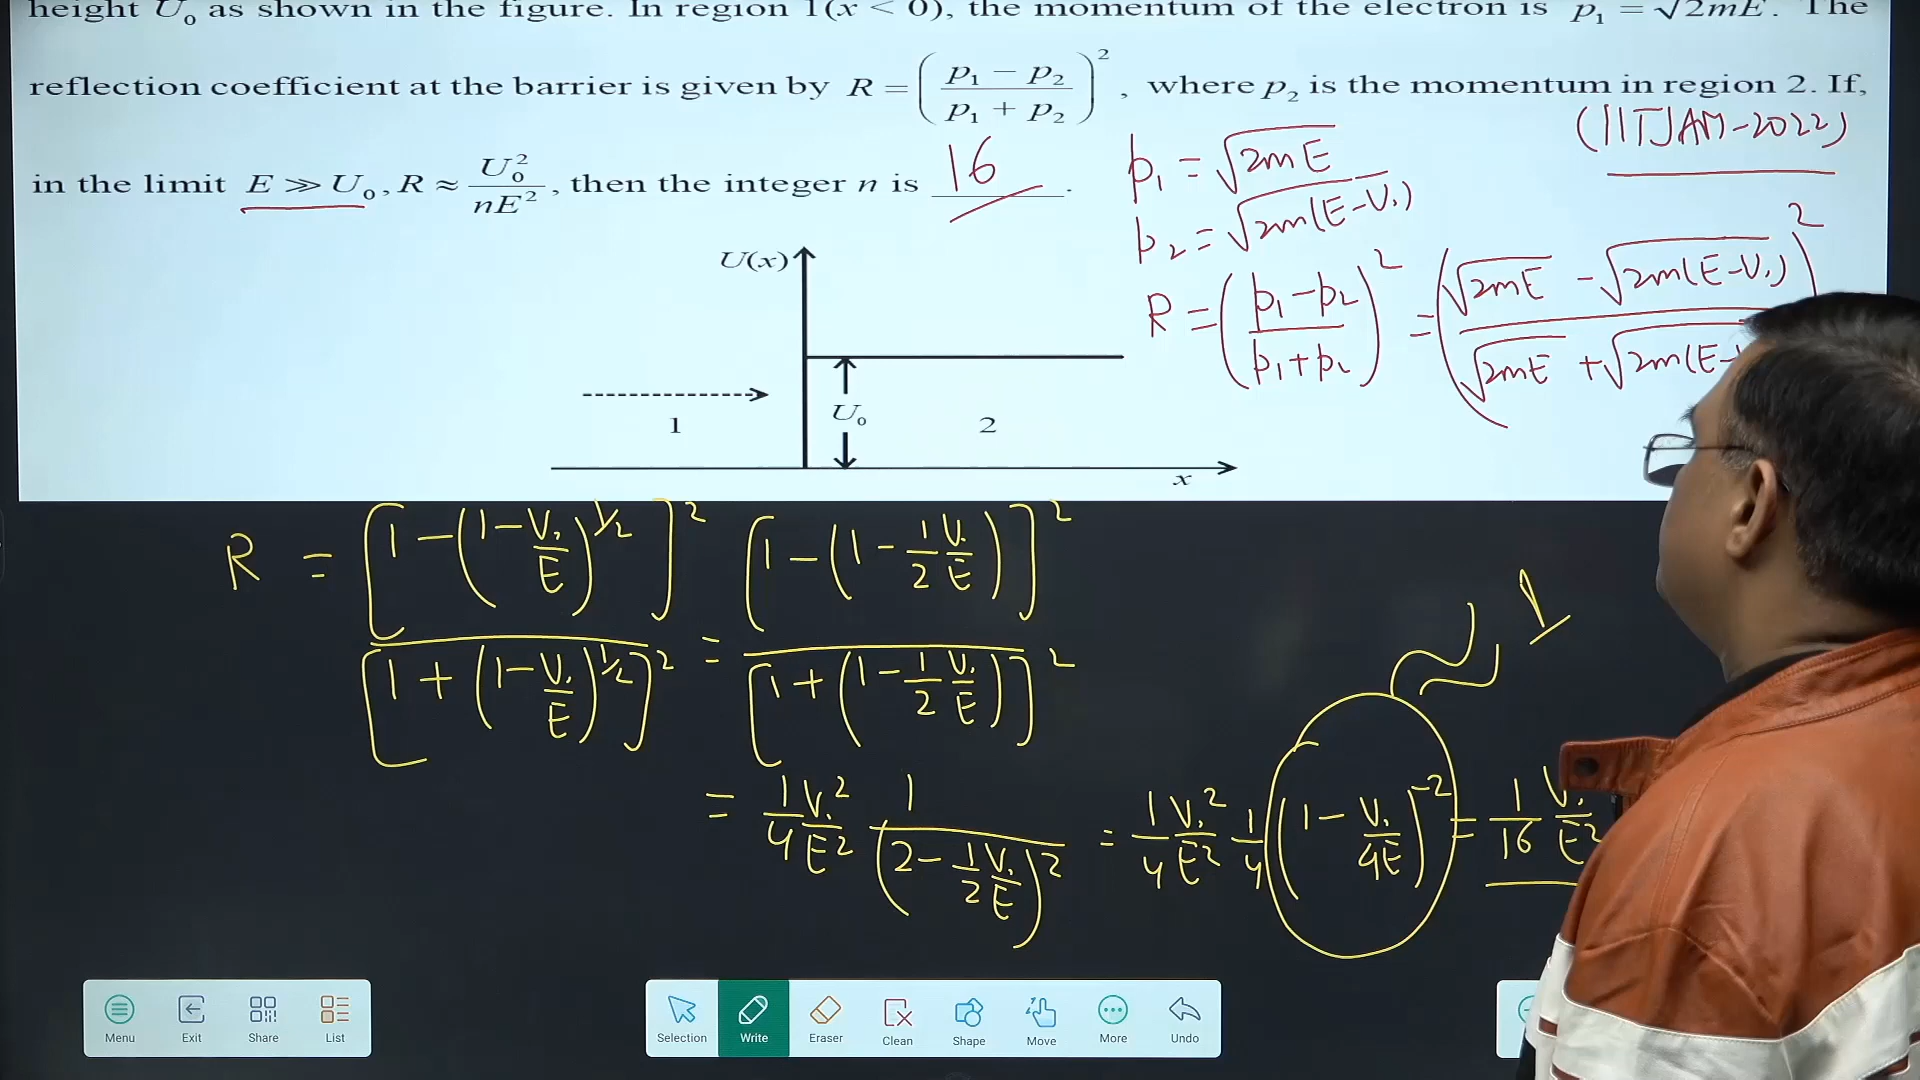 height U₀ as shown in the figure. In region 1(x < 0), the momentum of the electron is p₁ = √2mE. The
reflection coefficient at the barrier is given by R = ((p₁ − p₂)/(p₁ + p₂))², where p₂ is the momentum in region 2. If,
in the limit E ≫ U₀, R ≈ U₀²/nE², then the integer n is 16.
(IITJAM-2022)
p₁ = √2mE
p₂ = √2m(E−V₀)
R = ((p₁−p₂)/(p₁+p₂))² = ((√2mE − √2m(E−V₀))/(√2mE + √2m(E−V
U(x)
U₀
1
2
x
R = [1−(1−V₀/E)^1/2]²/[1+(1−V₀/E)^1/2]² = [1−(1−1/2 V₀/E)]²/[1+(1−1/2 V₀/E)]²
1
= 1/4 V₀²/E² 1/(2−1/2 V₀/E)² = 1/4 V₀²/E² 1/4 (1−V₀/4E)⁻² = 1/16 V₀/E²
Menu
Exit
Share
List
Selection
Write
Eraser
Clean
Shape
Move
More
Undo